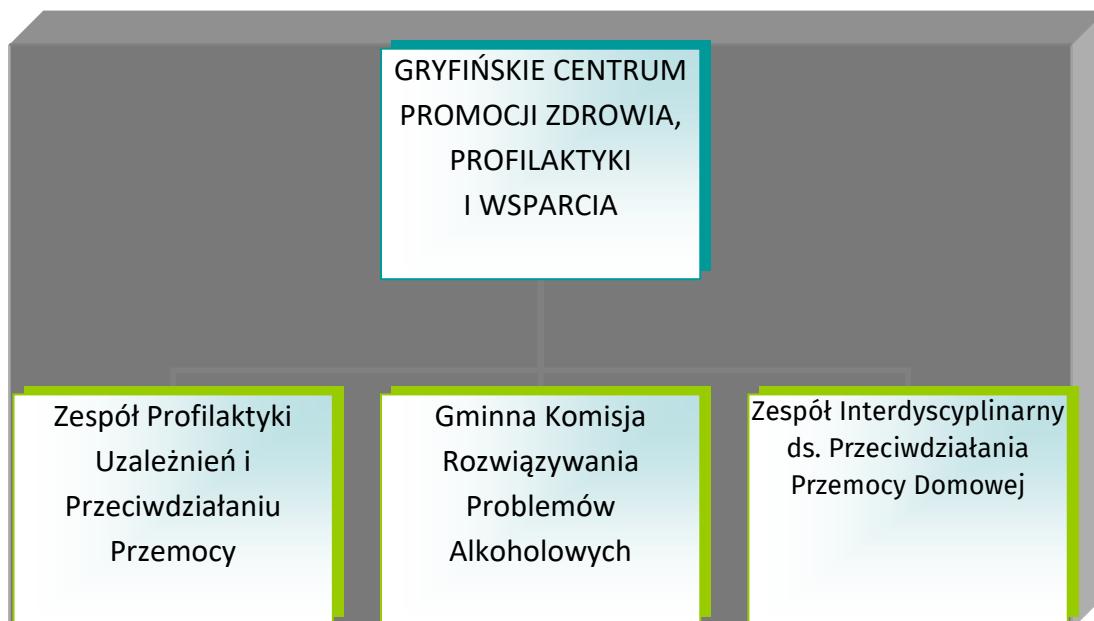 GRYFIŃSKIE CENTRUM
PROMOCJI ZDROWIA,
PROFILAKTYKI
I WSPARCIA
Zespół Profilaktyki
Uzależnień i
Przeciwdziałaniu
Przemocy
Gminna Komisja
Rozwiązywania
Problemów
Alkoholowych
Zespół Interdyscyplinarny
ds. Przeciwdziałania
Przemocy Domowej